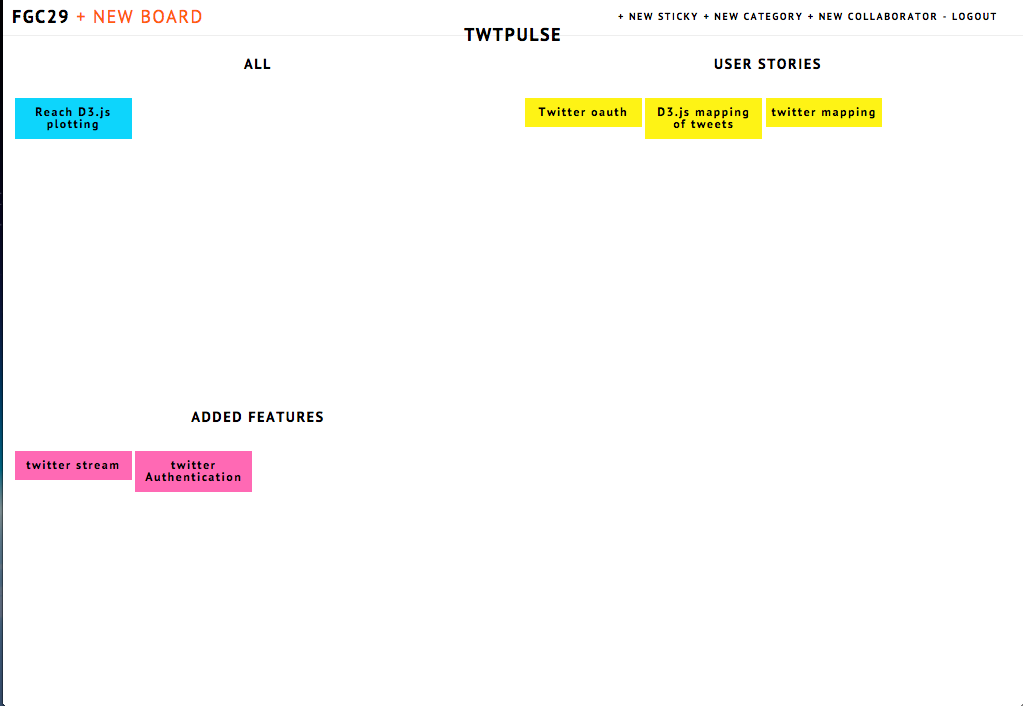 FGC29 + NEW BOARD
+ NEW STICKY + NEW CATEGORY + NEW COLLABORATOR - LOGOUT
TWTPULSE
ALL
Reach D3.js
plotting
USER STORIES
Twitter oauth
D3.js mapping
of tweets
twitter mapping
ADDED FEATURES
twitter stream
twitter
Authentication